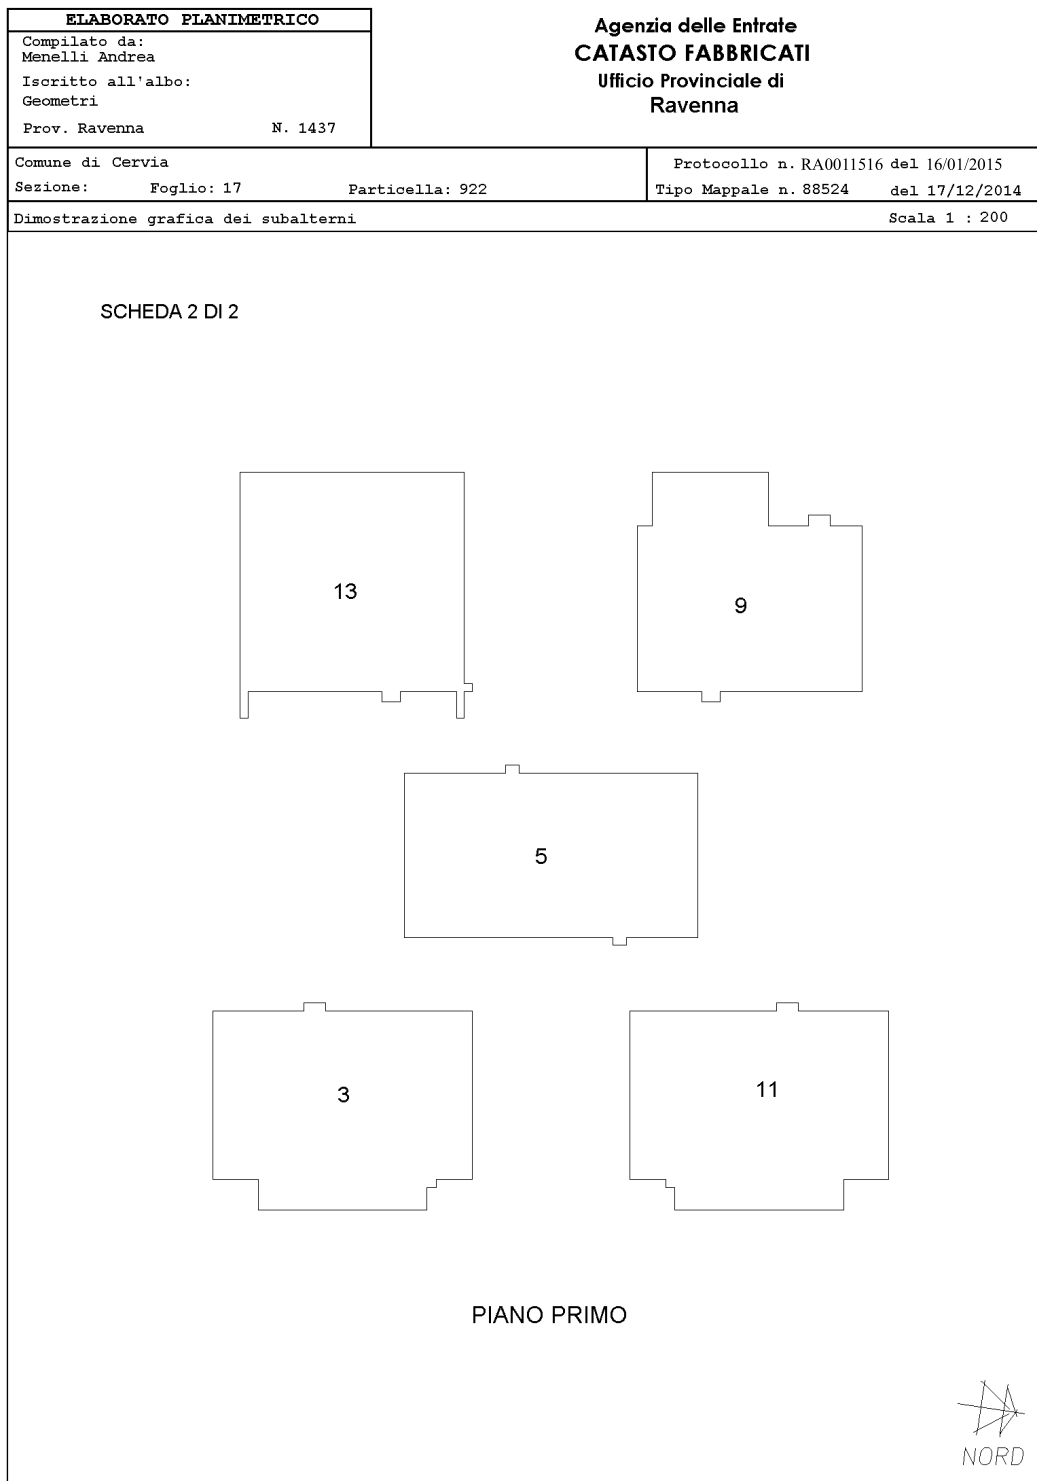 ELABORATO PLANIMETRICO
Compilato da:
Menelli Andrea
Iscritto all'albo:
Geometri
Prov. Ravenna N. 1437
Agenzia delle Entrate
CATASTO FABBRICATI
Ufficio Provinciale di
Ravenna
Comune di Cervia
Sezione: Foglio: 17 Particella: 922
Protocollo n. RA0011516 del 16/01/2015
Tipo Mappale n. 88524 del 17/12/2014
Dimostrazione grafica dei subalterni Scala 1 : 200
SCHEDA 2 DI 2
13
9
5
3
11
PIANO PRIMO
NORD